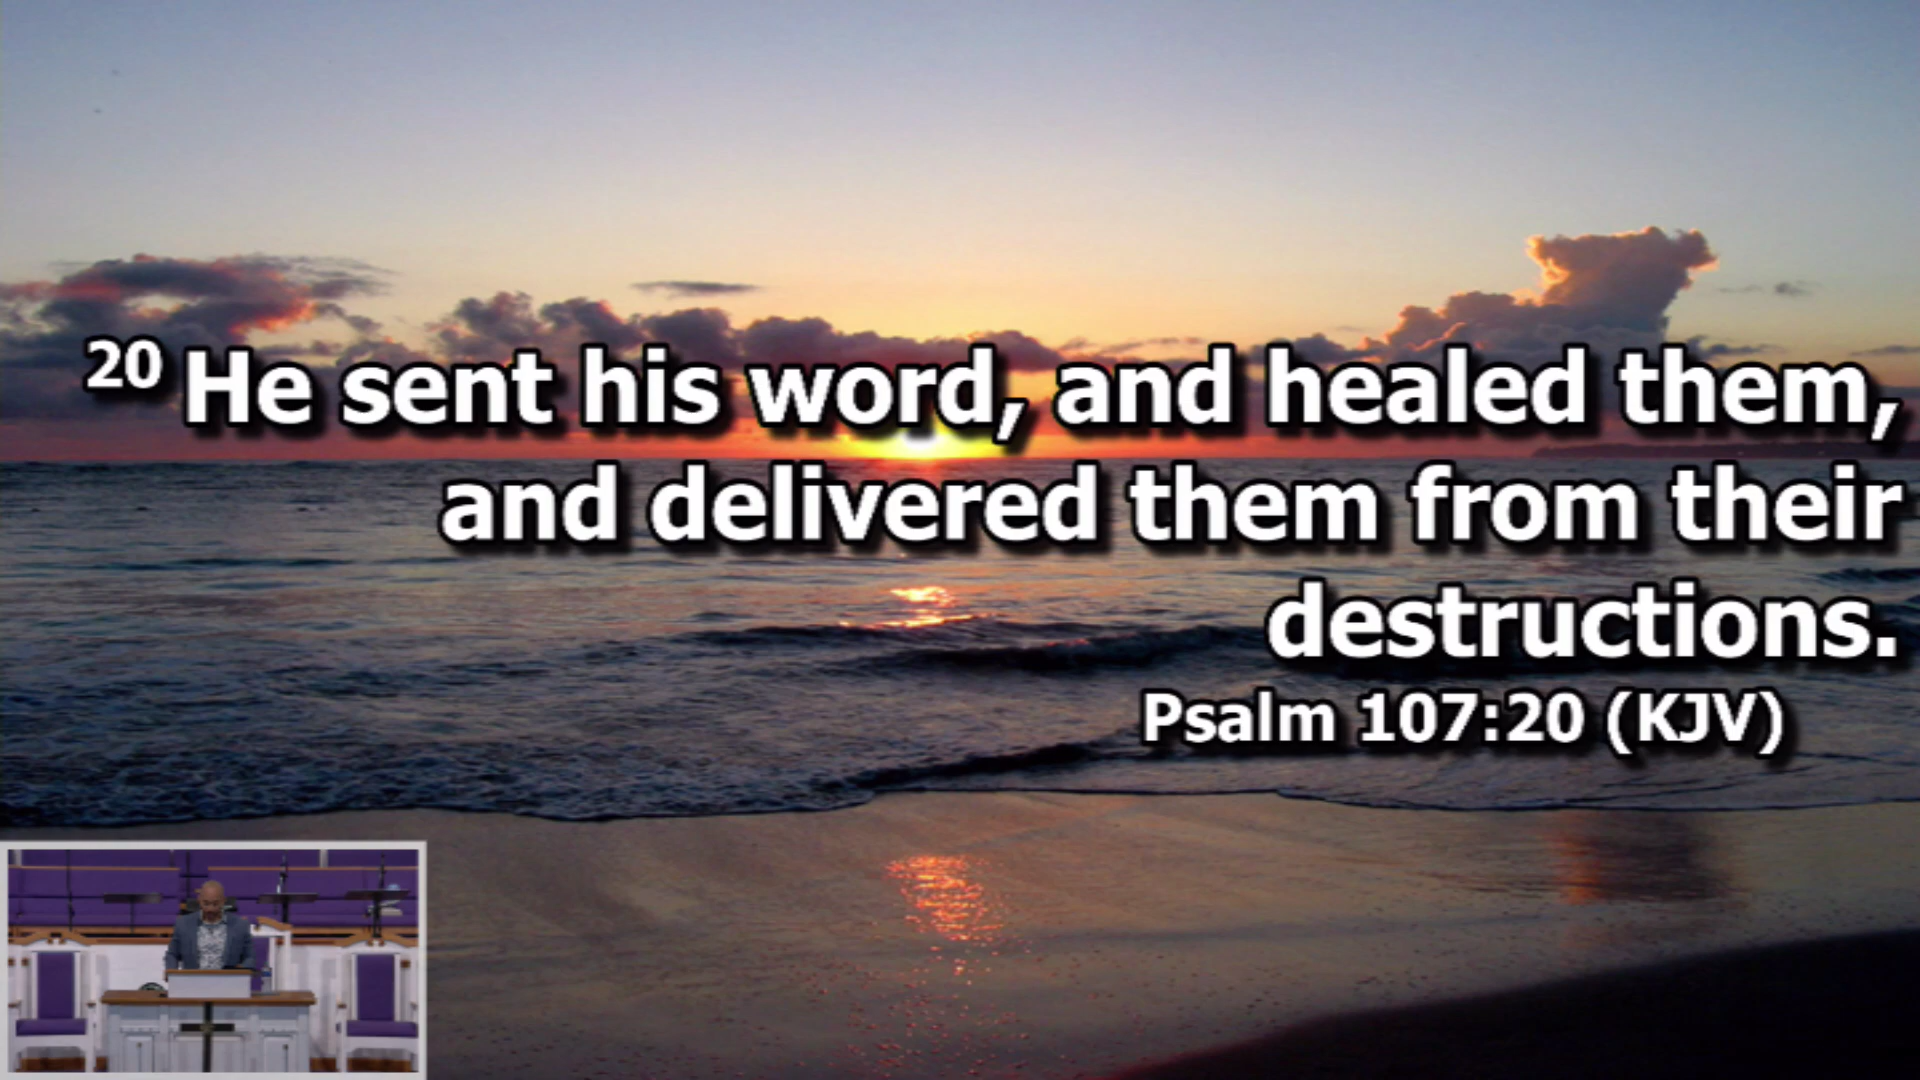 20 He sent his word, and healed them,
and delivered them from their
destructions.
Psalm 107:20 (KJV)